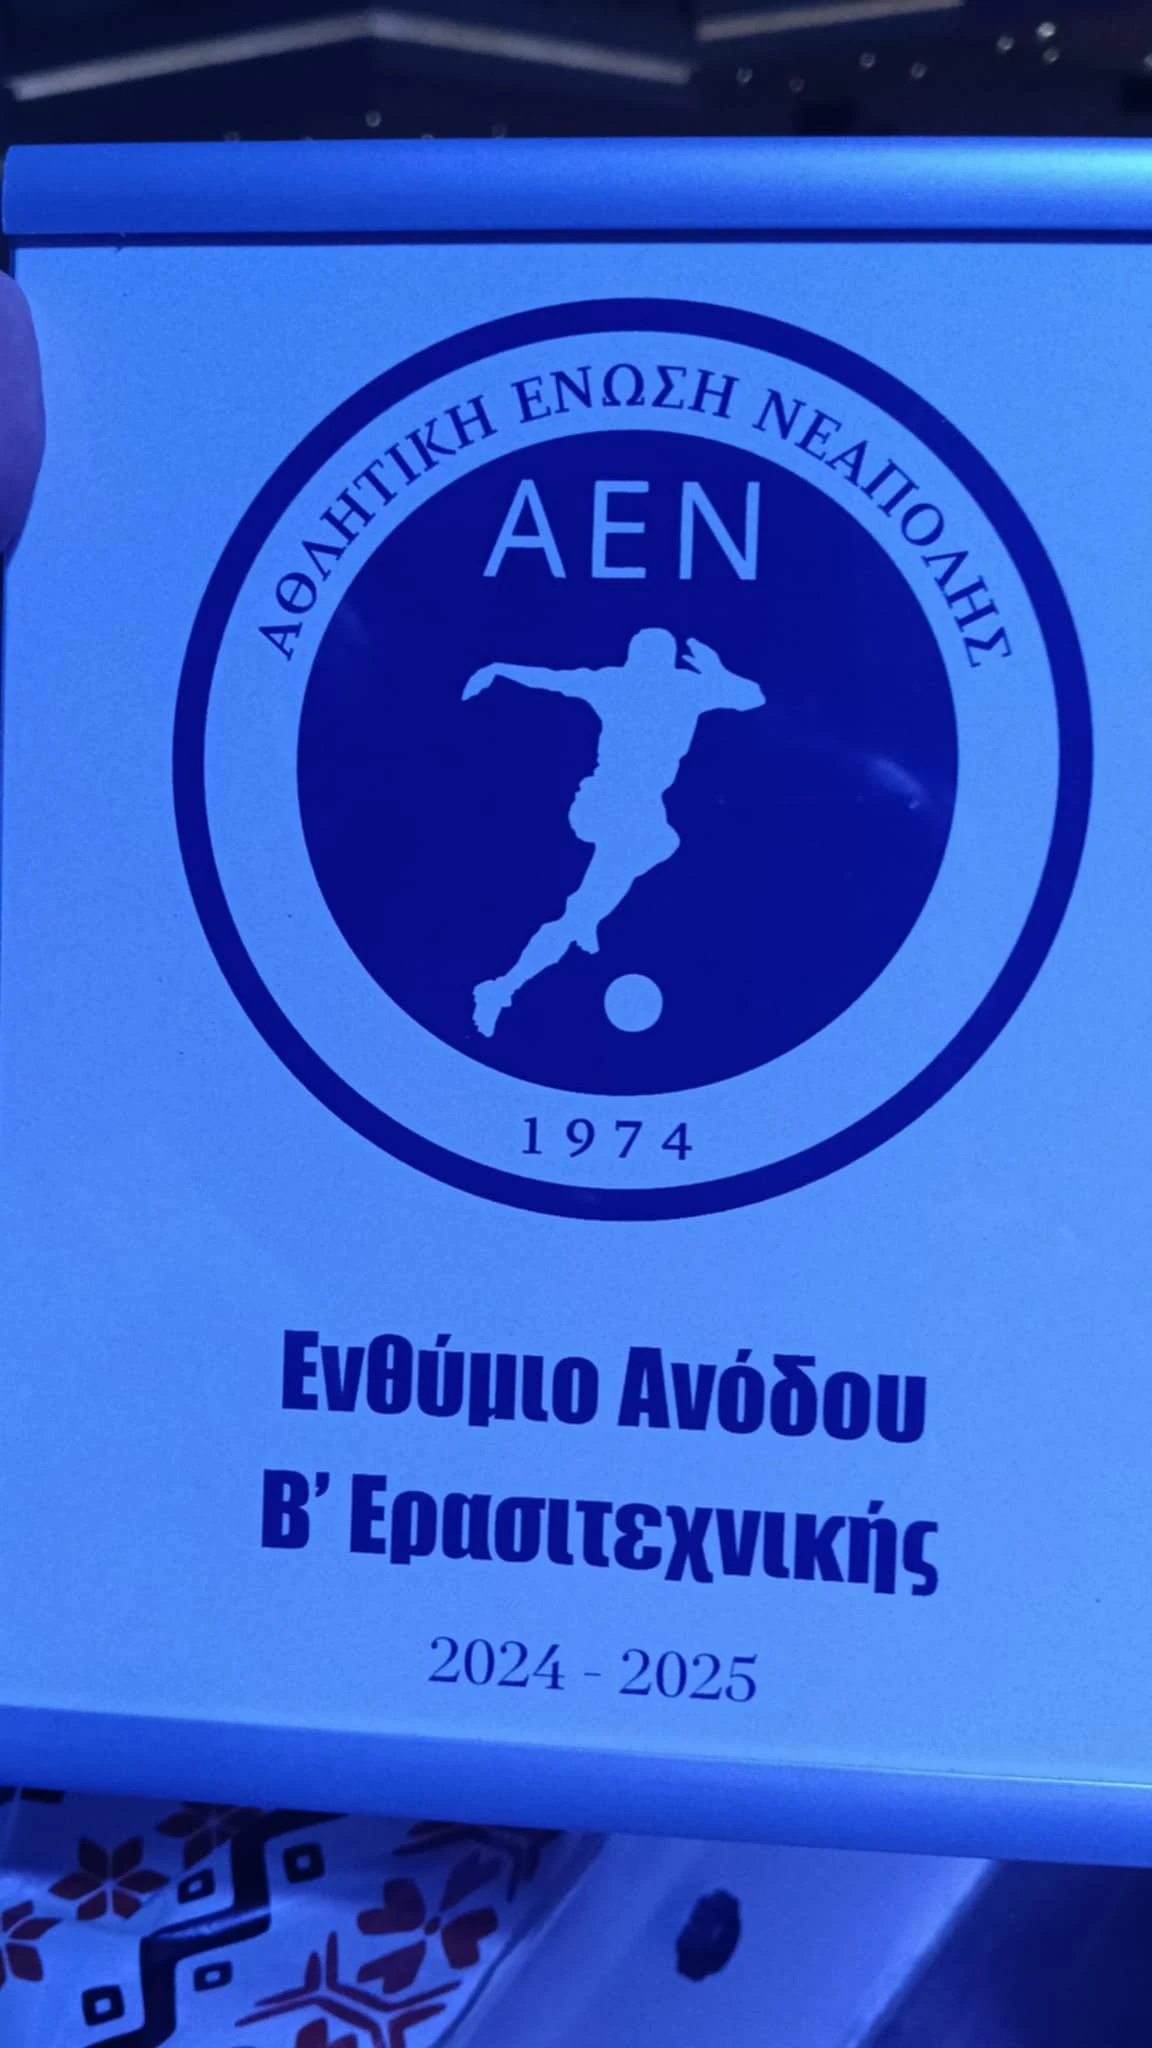 ΑΘΛΗΤΙΚΗ ΕΝΩΣΗ ΝΕΑΠΟΛΗΣ
ΑΕΝ
1974
Ενθύμιο Ανόδου
Β’ Ερασιτεχνικής
2024 - 2025